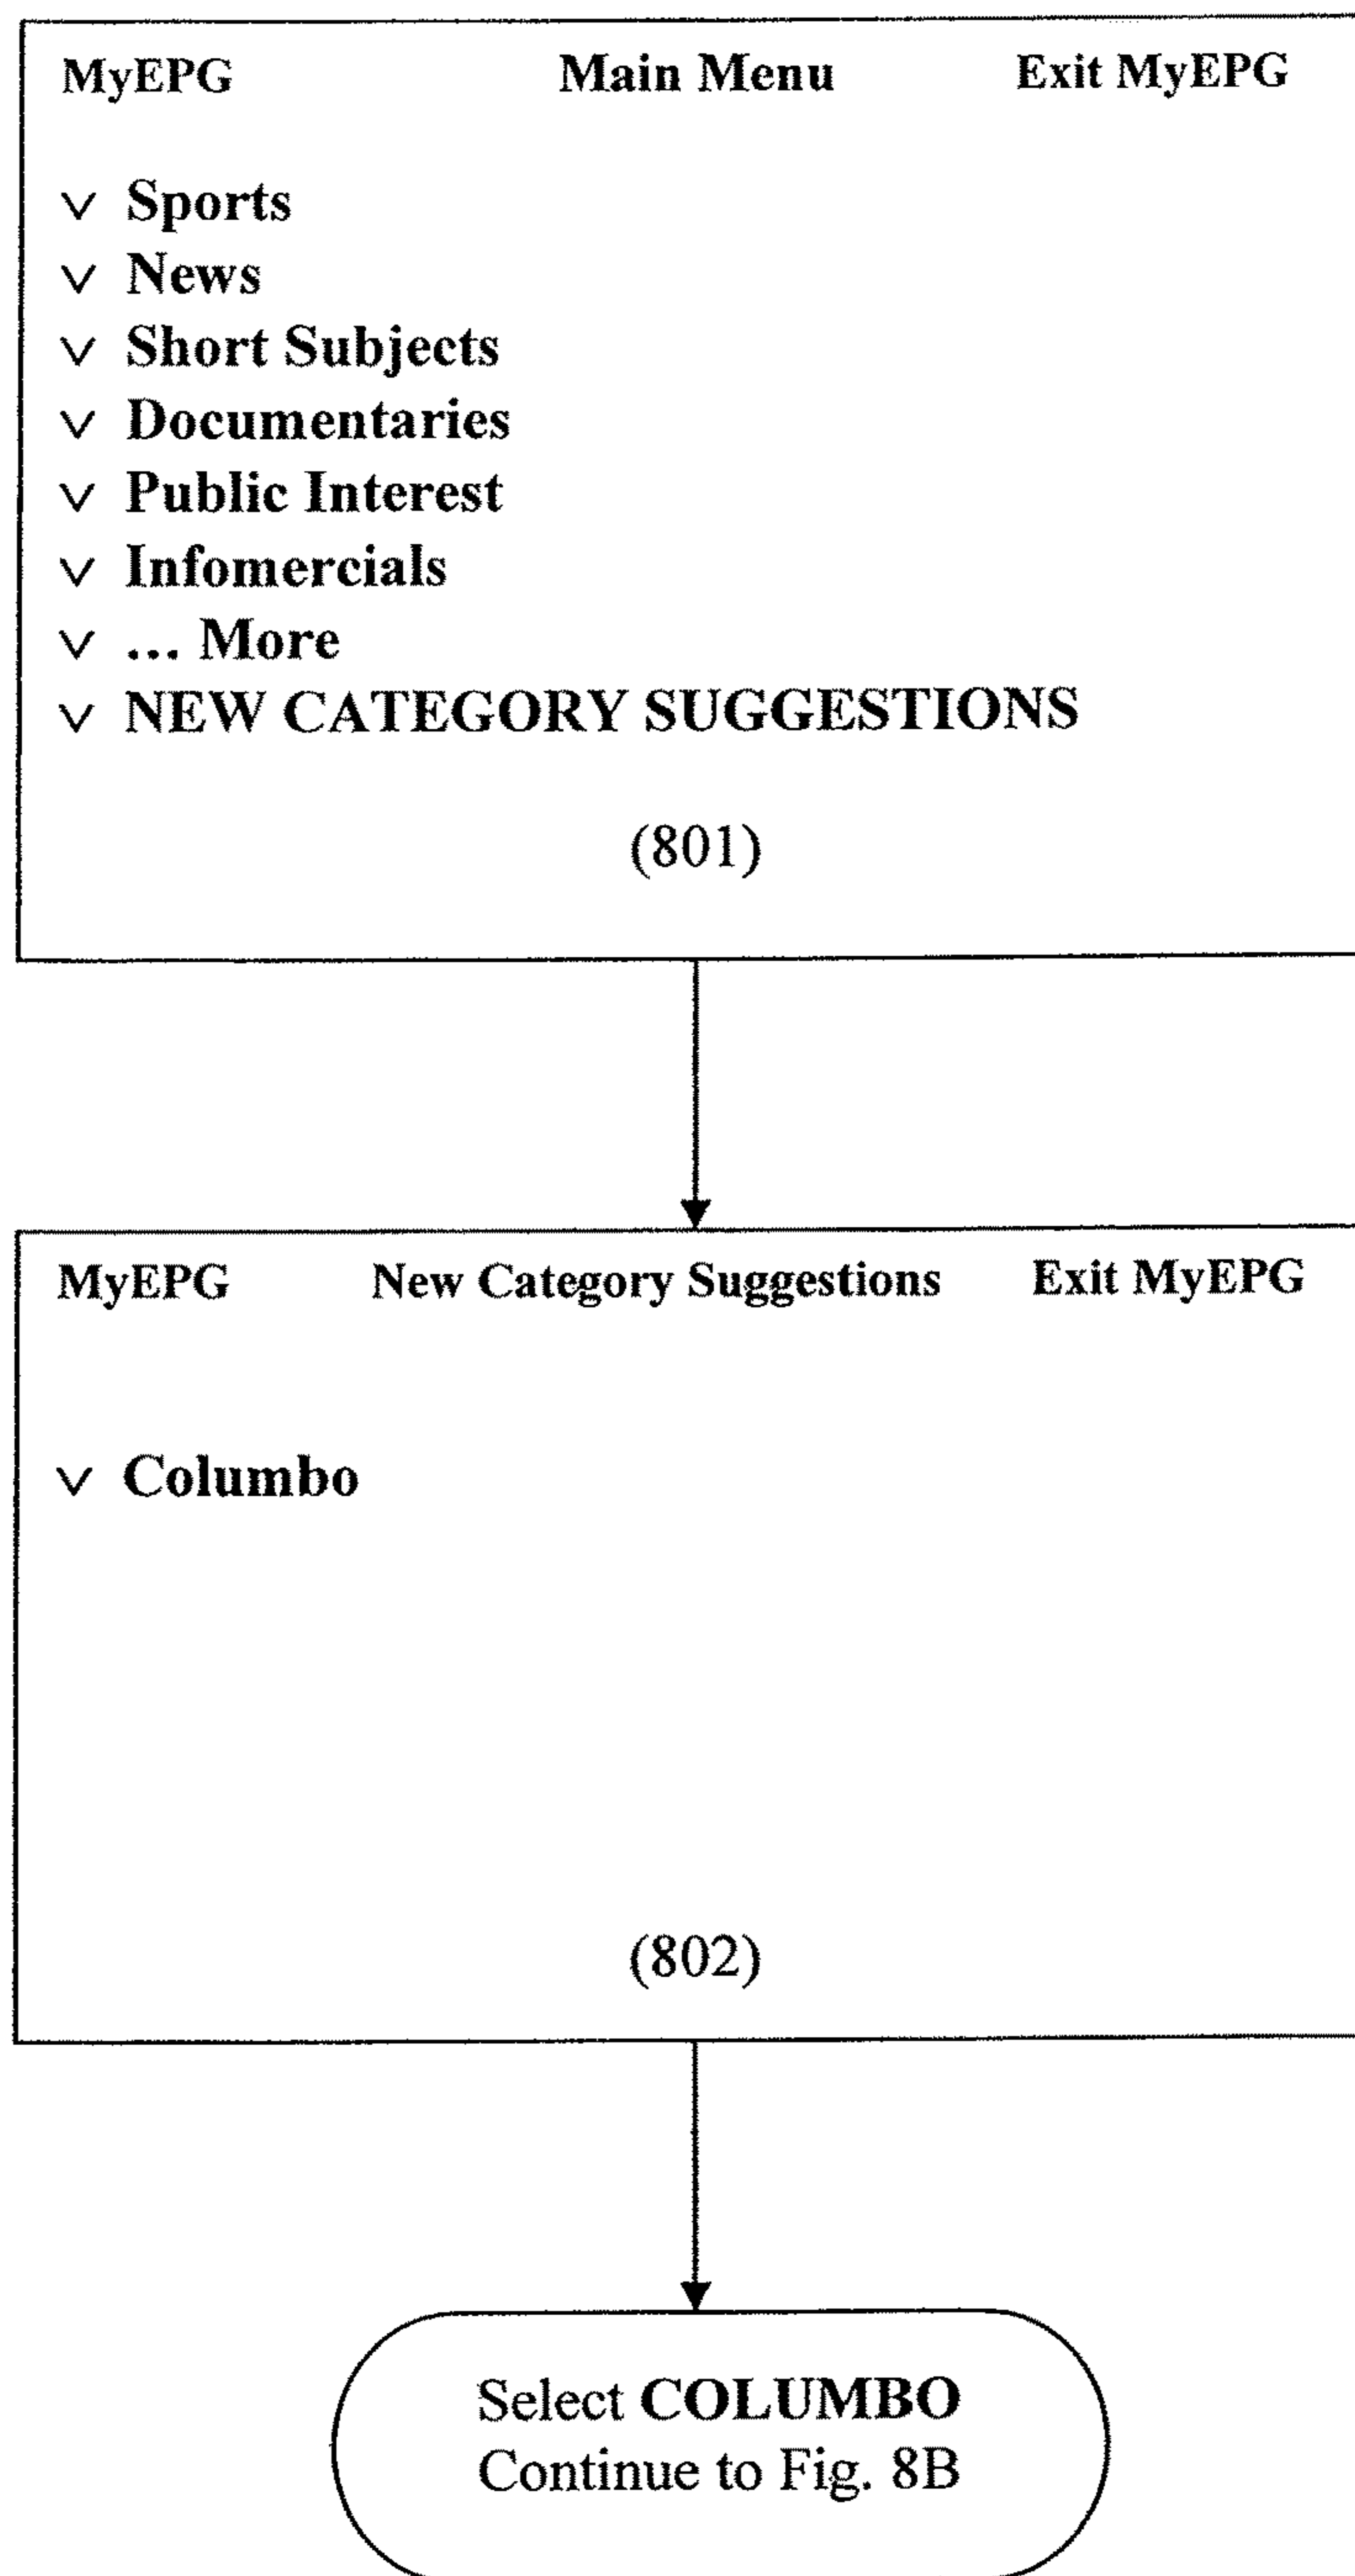 MyEPG Main Menu Exit MyEPG
∨ Sports
∨ News
∨ Short Subjects
∨ Documentaries
∨ Public Interest
∨ Infomercials
∨ ... More
∨ NEW CATEGORY SUGGESTIONS
(801)
MyEPG New Category Suggestions Exit MyEPG
∨ Columbo
(802)
Select COLUMBO
Continue to Fig. 8B